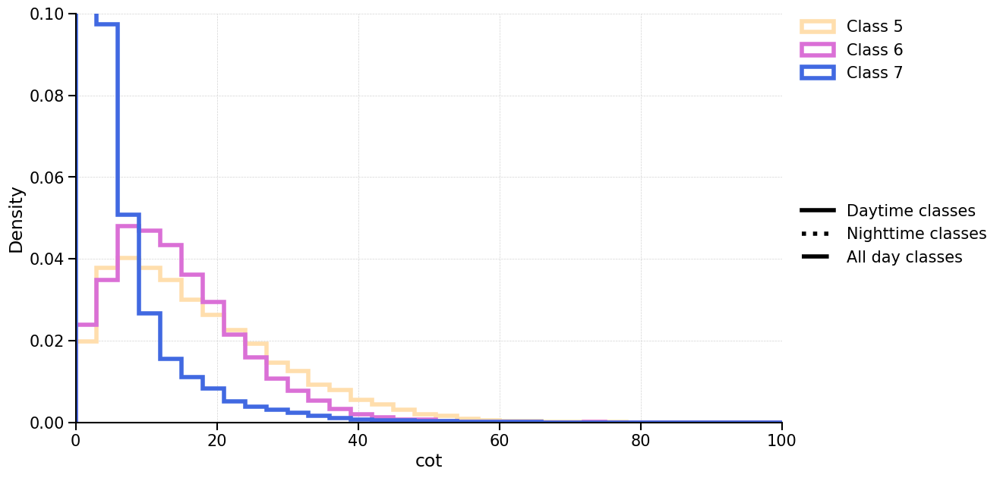 0.10
0.08
0.06
0.04
0.02
0.00
Density
0 20 40 60 80 100
cot
Class 5
Class 6
Class 7
Daytime classes
Nighttime classes
All day classes